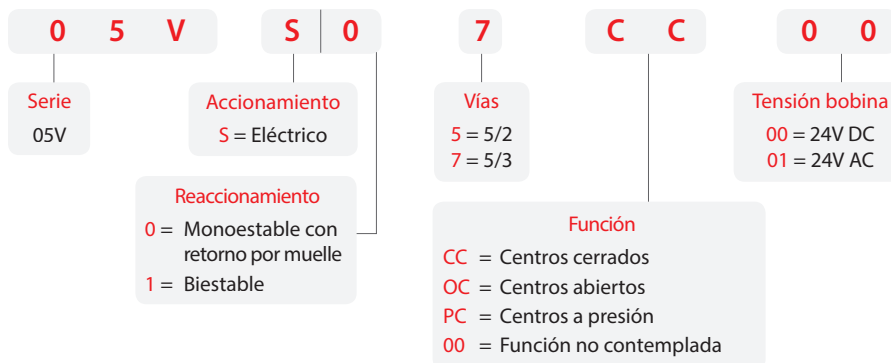 0 5 V S 0 7 C C 0 0
Serie
05V
Accionamiento
S = Eléctrico
Reaccionamiento
0 = Monoestable con
retorno por muelle
1 = Biestable
Vías
5 = 5/2
7 = 5/3
Función
CC = Centros cerrados
OC = Centros abiertos
PC = Centros a presión
00 = Función no contemplada
Tensión bobina
00 = 24V DC
01 = 24V AC